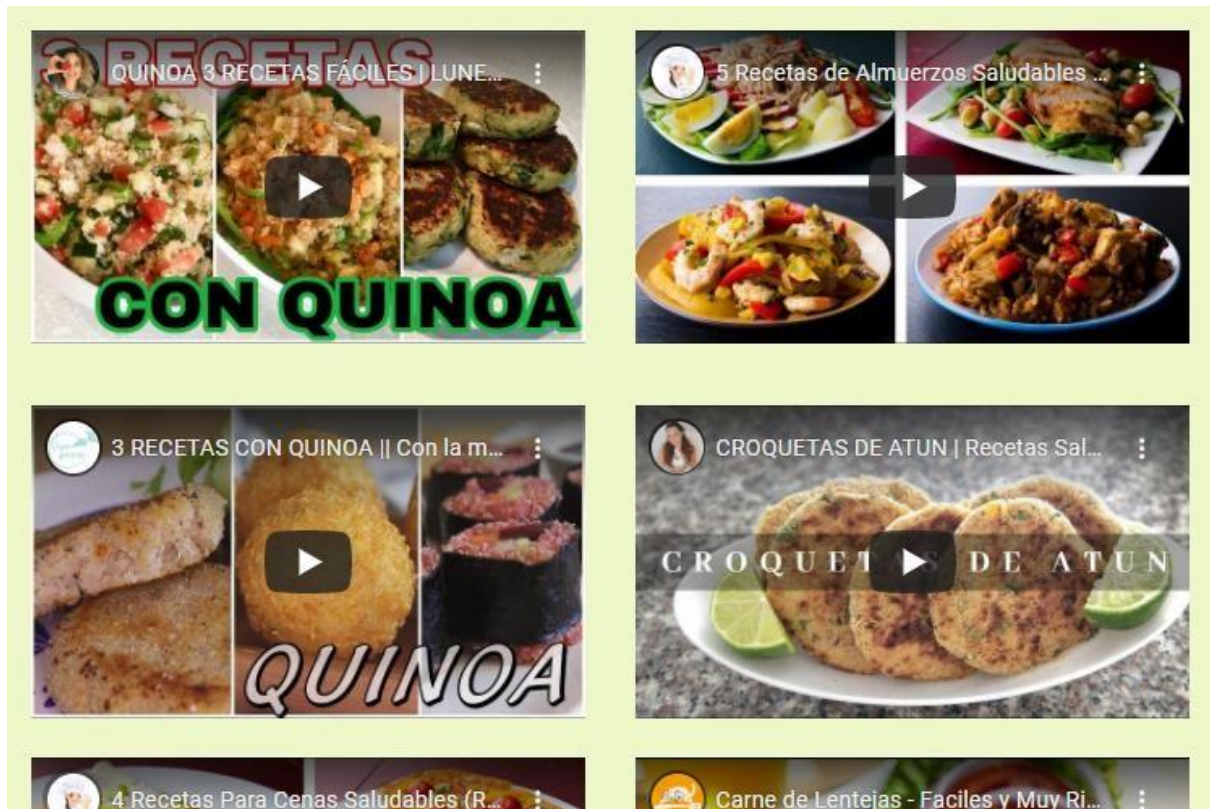 3 RECETAS
QUINOA 3 RECETAS FÁCILES | LUNE...
CON QUINOA
5 Recetas de Almuerzos Saludables ...
3 RECETAS CON QUINOA || Con la m...
QUINOA
CROQUETAS DE ATUN | Recetas Sal...
CROQUETAS DE ATUN
4 Recetas Para Cenas Saludables (R...
Carne de Lentejas - Faciles y Muy Ri...